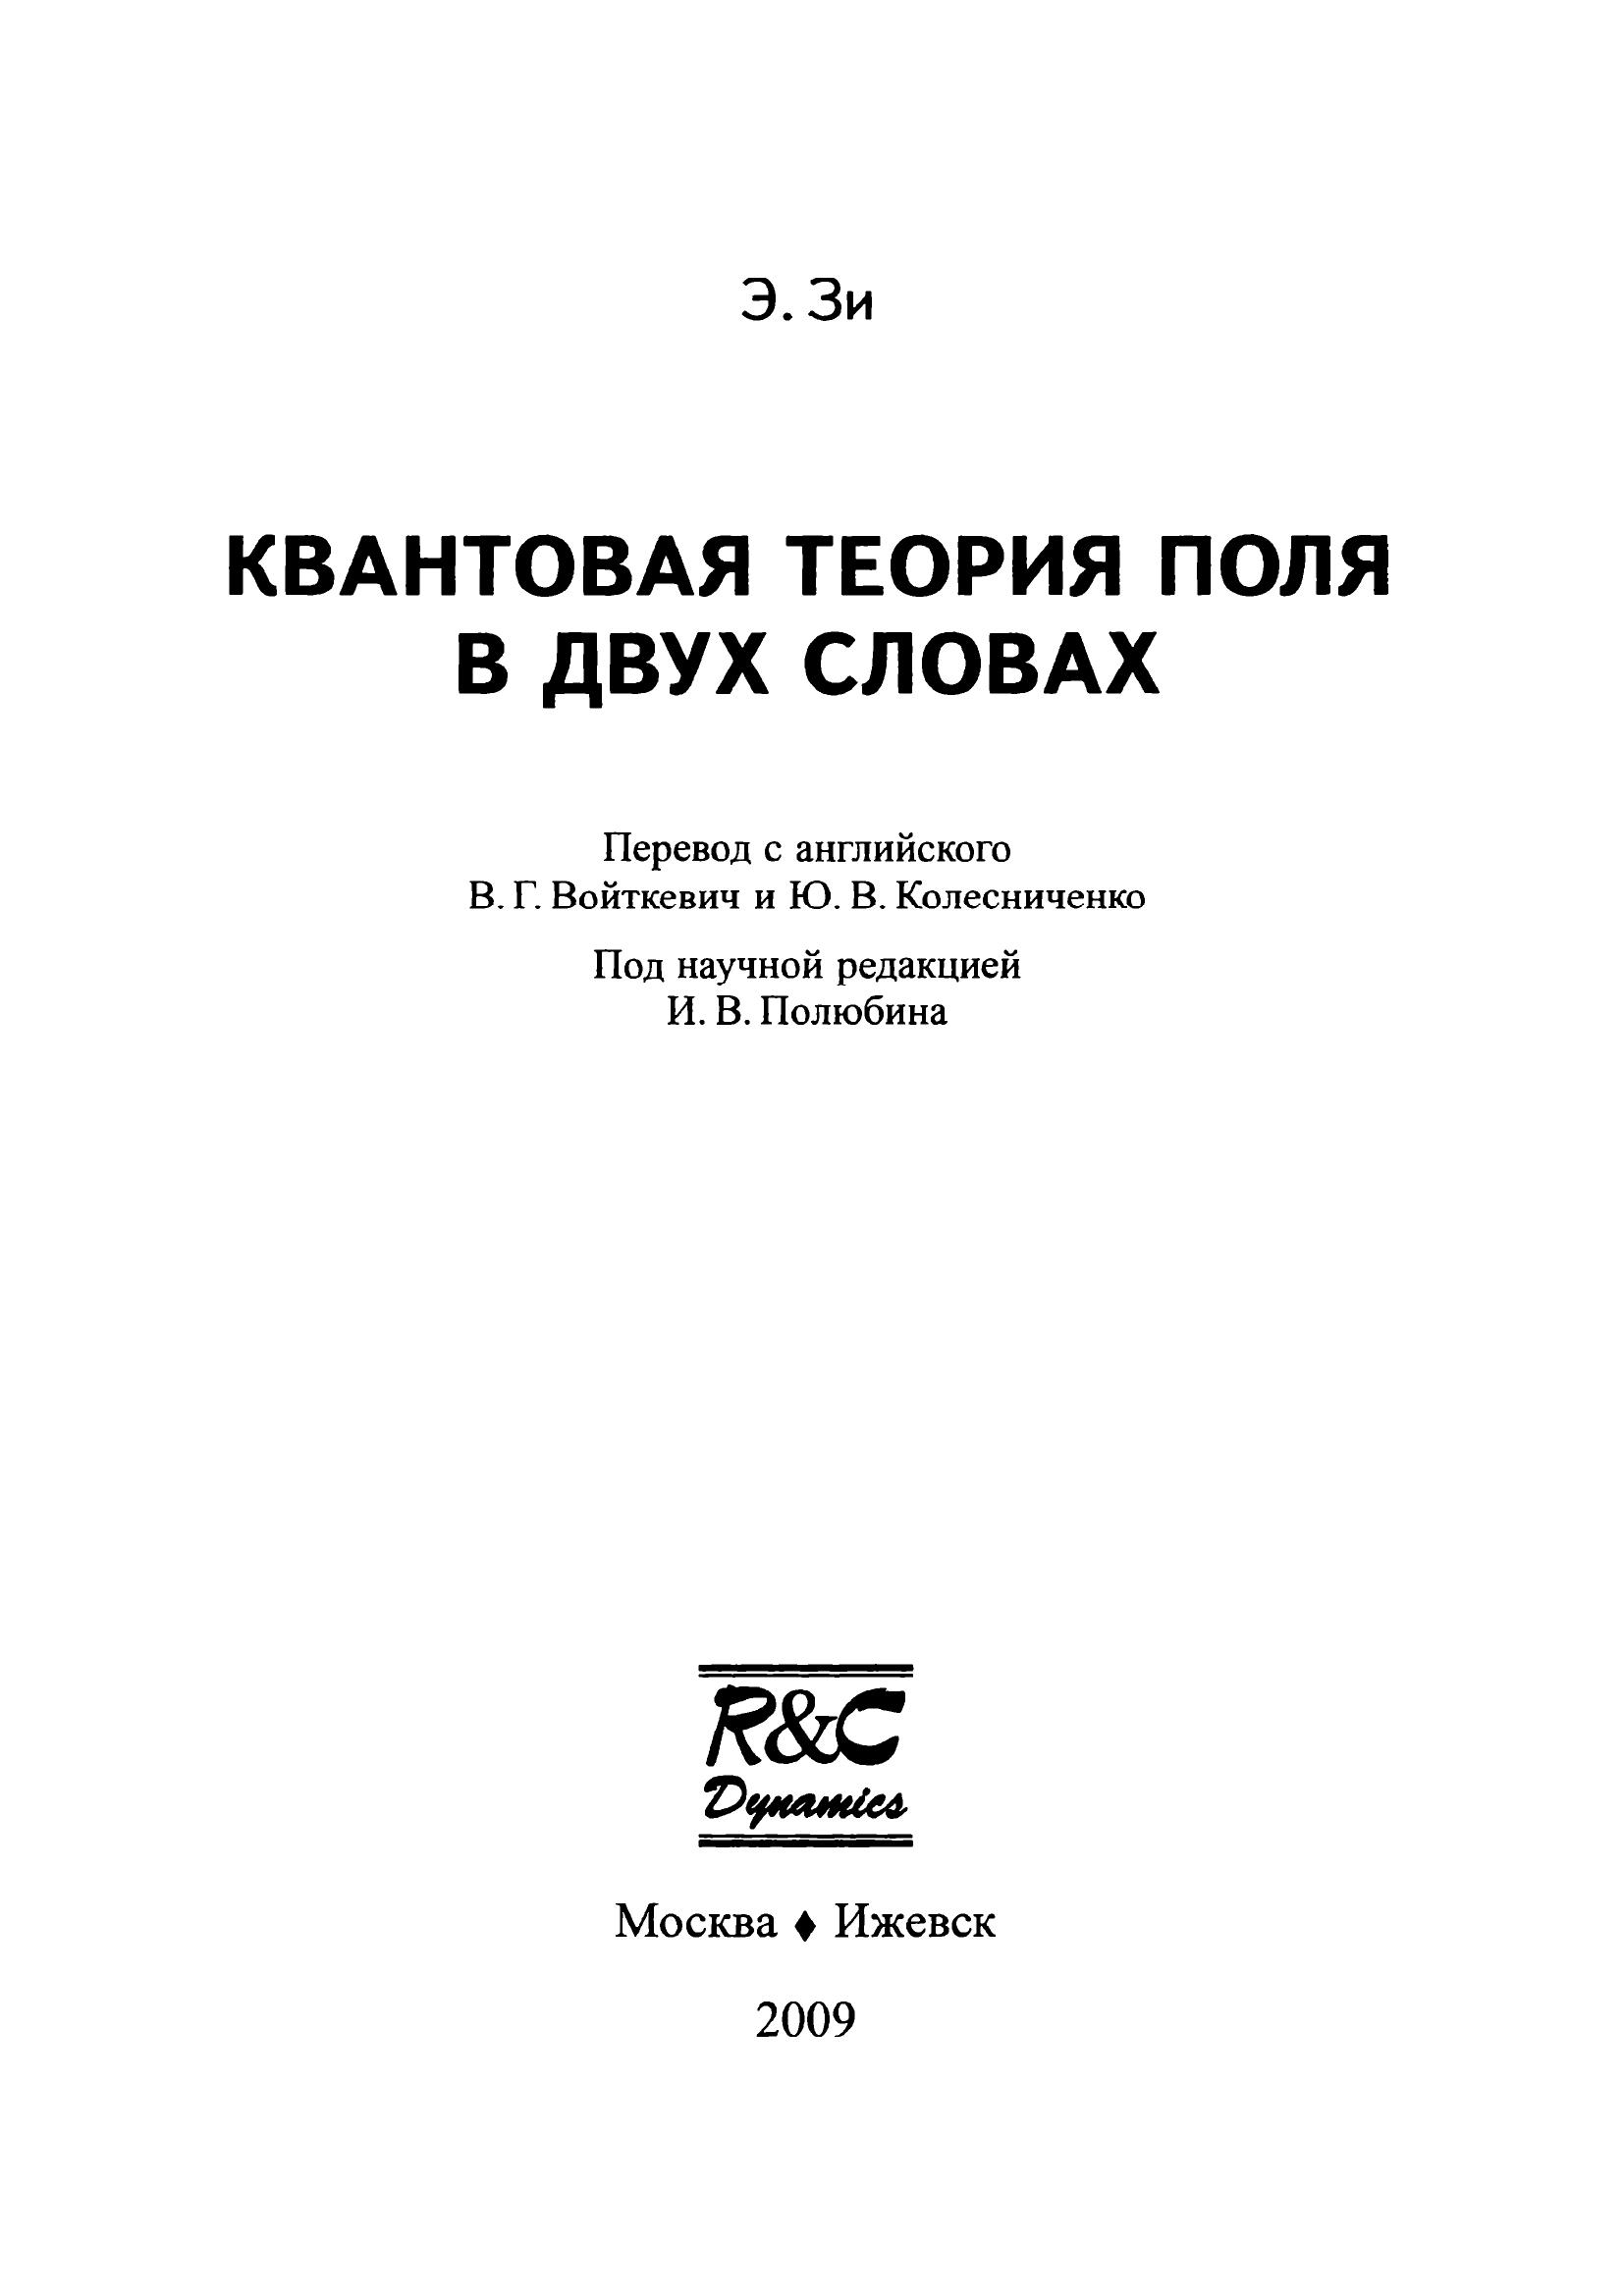 Э. Зи
КВАНТОВАЯ ТЕОРИЯ ПОЛЯ
В ДВУХ СЛОВАХ
Перевод с английского
В. Г. Войткевич и Ю. В. Колесниченко
Под научной редакцией
И. В. Полюбина
R&C
Dynamics
Москва ♦ Ижевск
2009